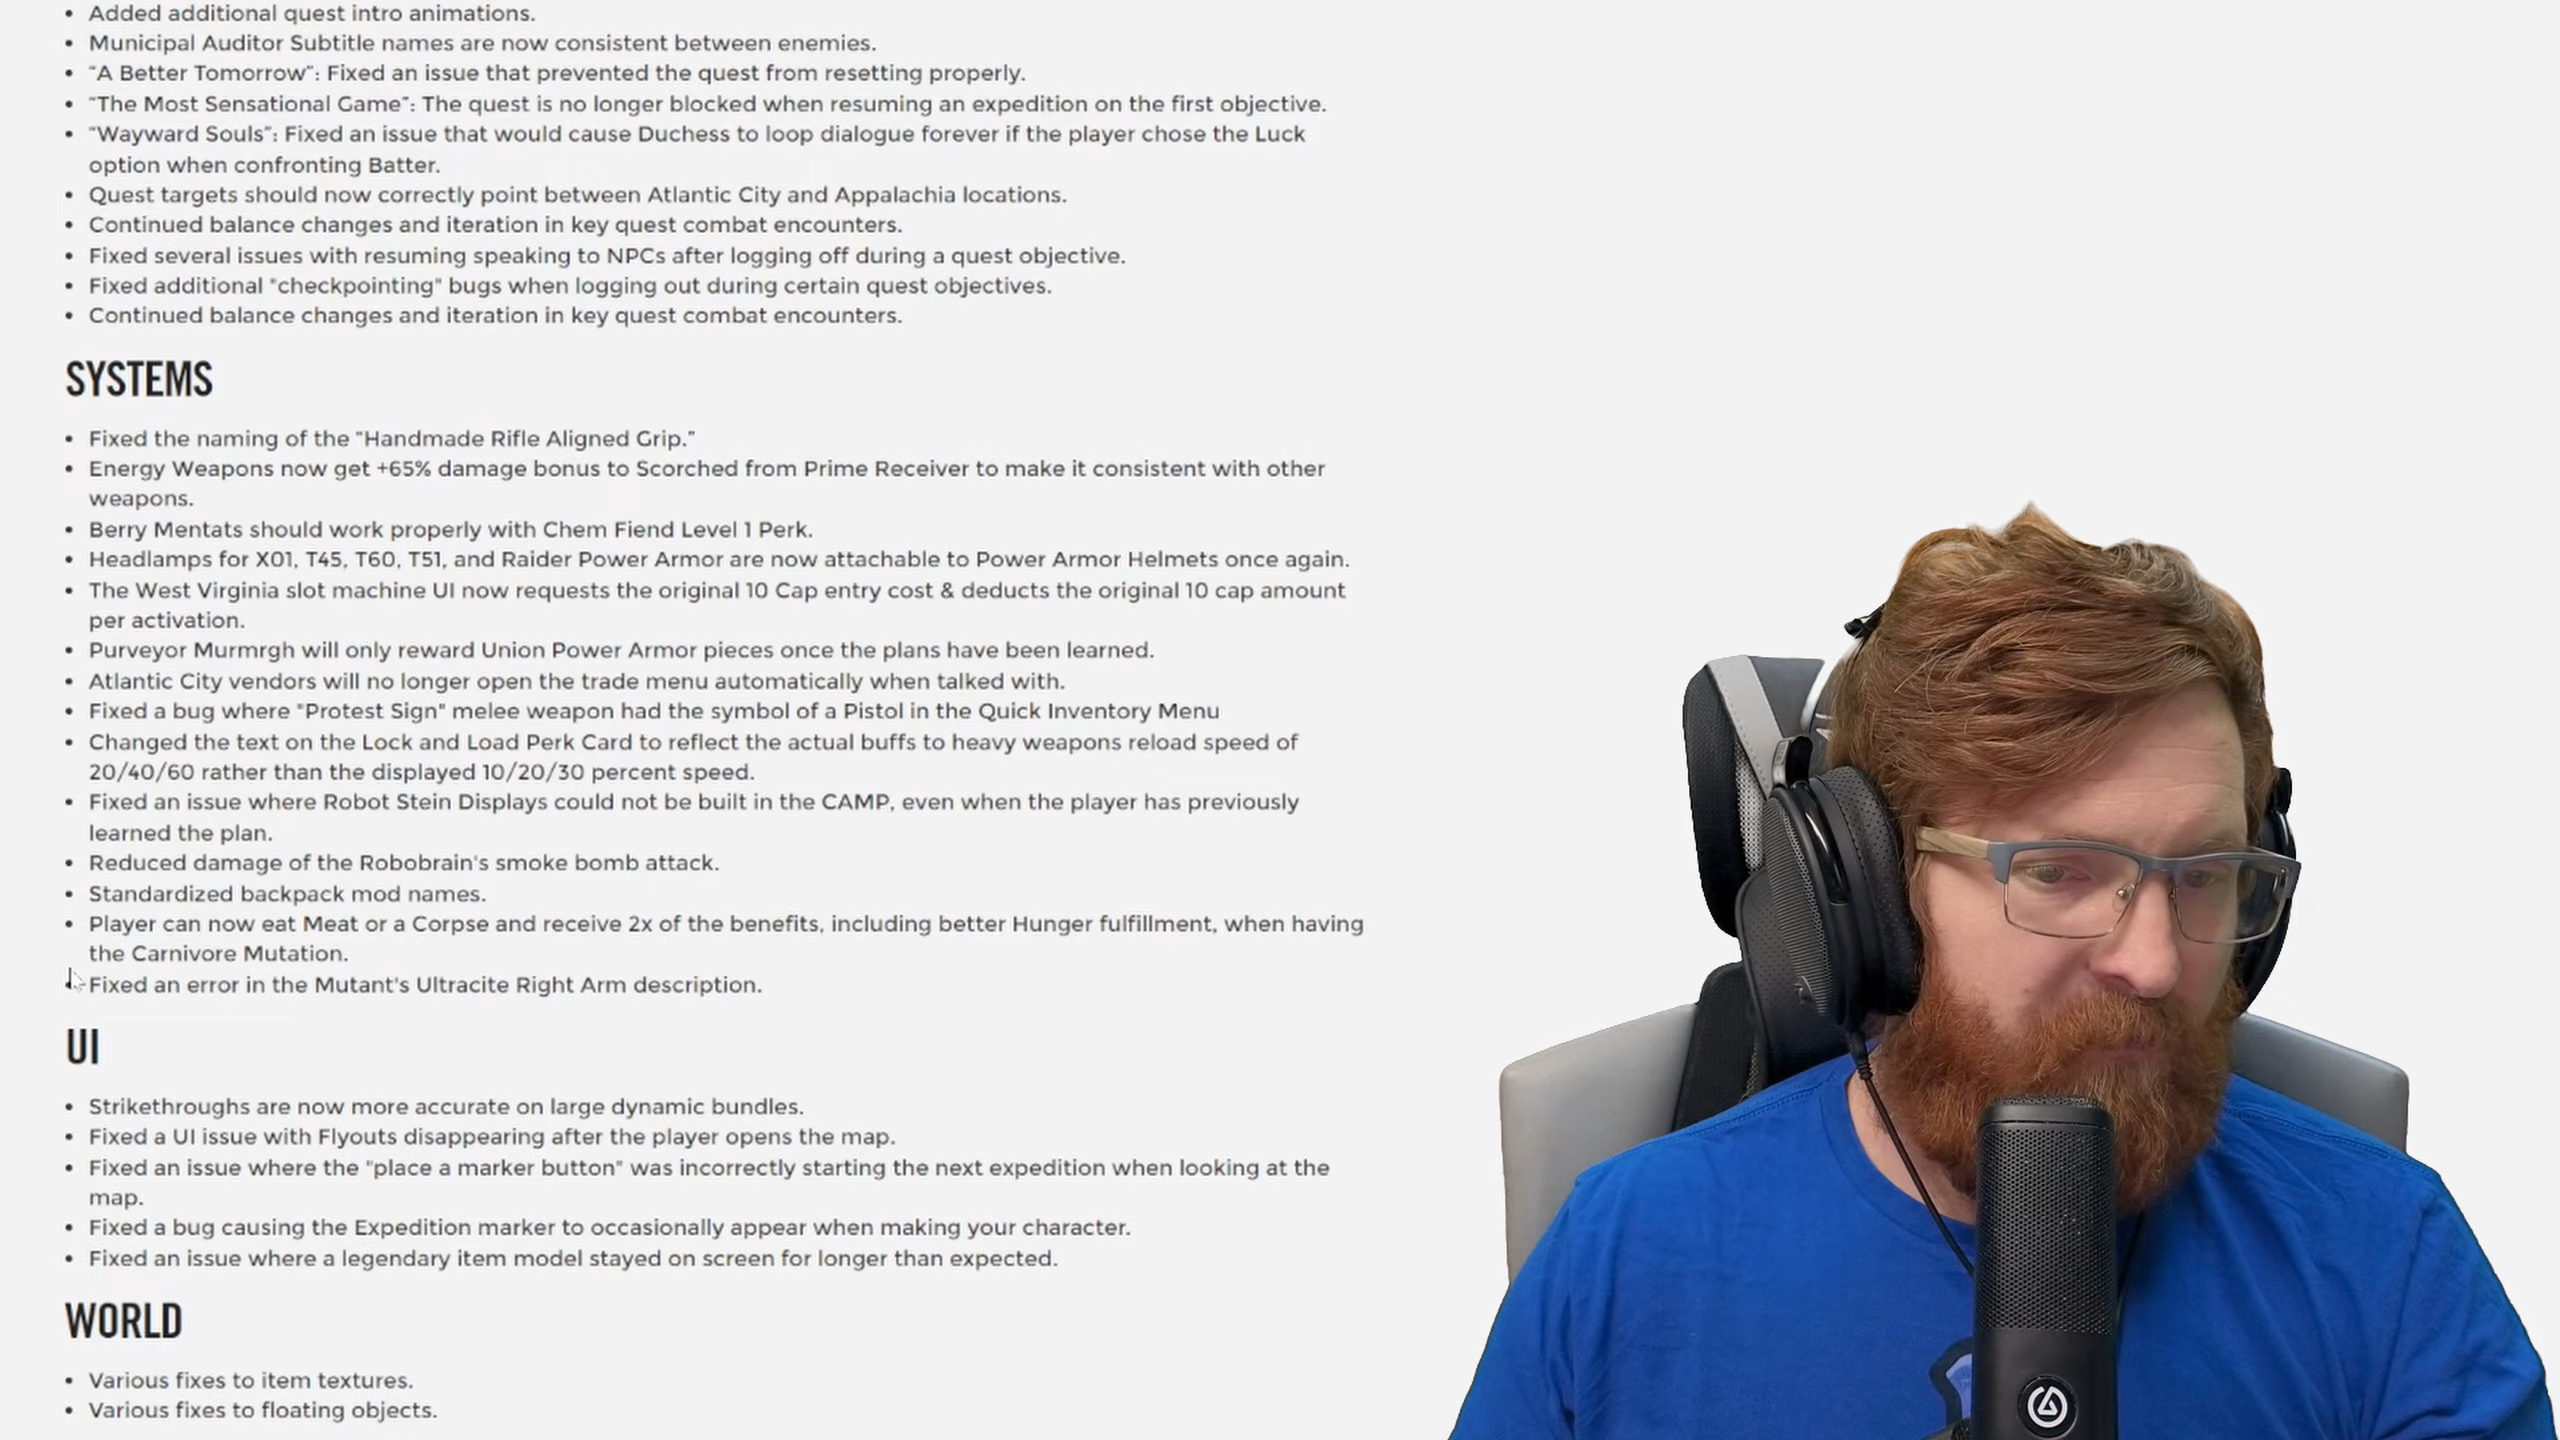 • Added additional quest intro animations.
• Municipal Auditor Subtitle names are now consistent between enemies.
• "A Better Tomorrow": Fixed an issue that prevented the quest from resetting properly.
• "The Most Sensational Game": The quest is no longer blocked when resuming an expedition on the first objective.
• "Wayward Souls": Fixed an issue that would cause Duchess to loop dialogue forever if the player chose the Luck
option when confronting Batter.
• Quest targets should now correctly point between Atlantic City and Appalachia locations.
• Continued balance changes and iteration in key quest combat encounters.
• Fixed several issues with resuming speaking to NPCs after logging off during a quest objective.
• Fixed additional "checkpointing" bugs when logging out during certain quest objectives.
• Continued balance changes and iteration in key quest combat encounters.
SYSTEMS
• Fixed the naming of the "Handmade Rifle Aligned Grip."
• Energy Weapons now get +65% damage bonus to Scorched from Prime Receiver to make it consistent with other
weapons.
• Berry Mentats should work properly with Chem Fiend Level 1 Perk.
• Headlamps for X01, T45, T60, T51, and Raider Power Armor are now attachable to Power Armor Helmets once again.
• The West Virginia slot machine UI now requests the original 10 Cap entry cost & deducts the original 10 cap amount
per activation.
• Purveyor Murmrgh will only reward Union Power Armor pieces once the plans have been learned.
• Atlantic City vendors will no longer open the trade menu automatically when talked with.
• Fixed a bug where "Protest Sign" melee weapon had the symbol of a Pistol in the Quick Inventory Menu
• Changed the text on the Lock and Load Perk Card to reflect the actual buffs to heavy weapons reload speed of
20/40/60 rather than the displayed 10/20/30 percent speed.
• Fixed an issue where Robot Stein Displays could not be built in the CAMP, even when the player has previously
learned the plan.
• Reduced damage of the Robobrain's smoke bomb attack.
• Standardized backpack mod names.
• Player can now eat Meat or a Corpse and receive 2x of the benefits, including better Hunger fulfillment, when having
the Carnivore Mutation.
• Fixed an error in the Mutant's Ultracite Right Arm description.
UI
• Strikethroughs are now more accurate on large dynamic bundles.
• Fixed a UI issue with Flyouts disappearing after the player opens the map.
• Fixed an issue where the "place a marker button" was incorrectly starting the next expedition when looking at the
map.
• Fixed a bug causing the Expedition marker to occasionally appear when making your character.
• Fixed an issue where a legendary item model stayed on screen for longer than expected.
WORLD
• Various fixes to item textures.
• Various fixes to floating objects.